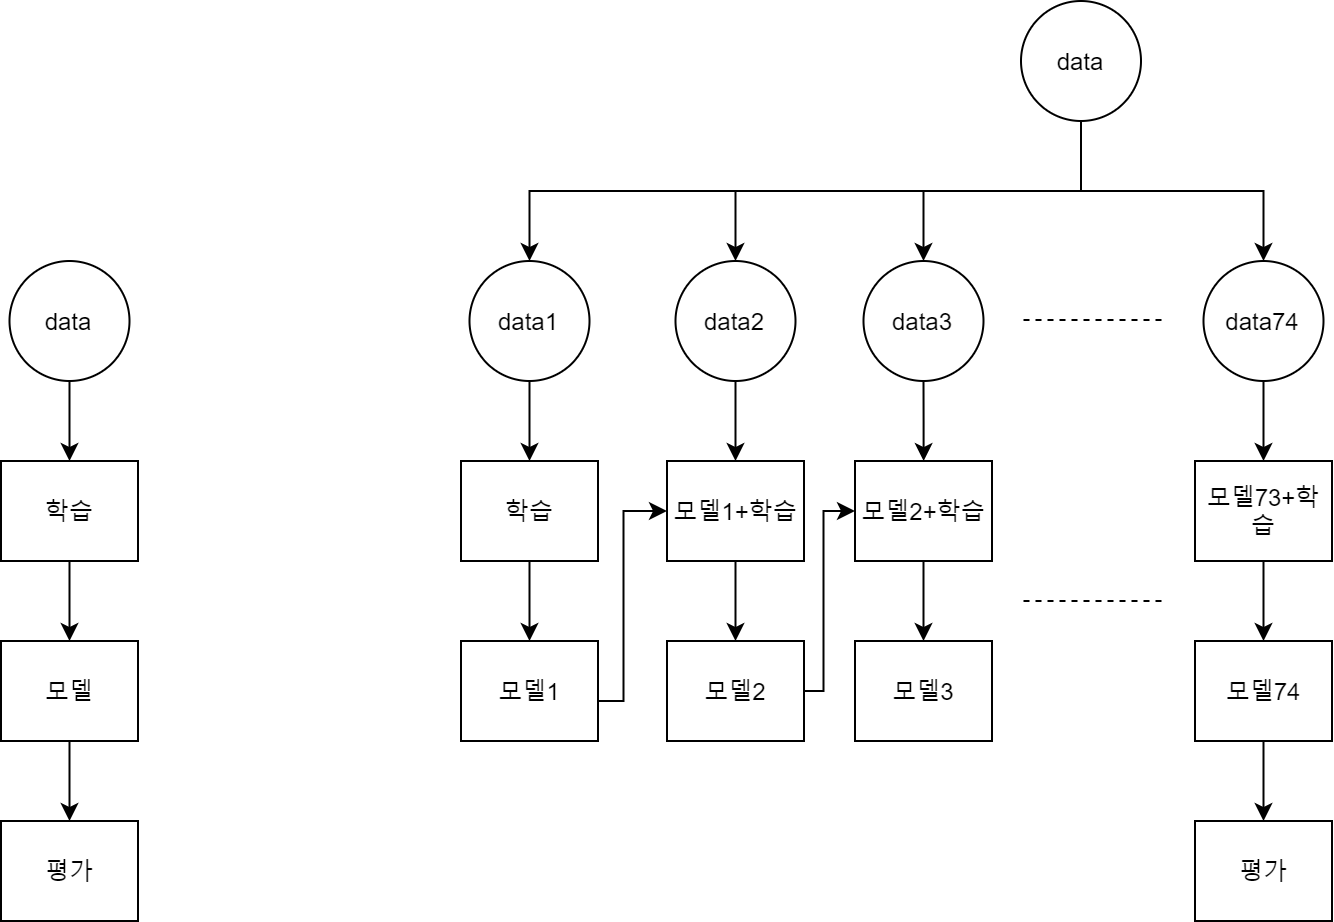 data
data
data1
data2
data3
data74
학습
학습
모델1+학습
모델2+학습
모델73+학
습
모델
모델1
모델2
모델3
모델74
평가
평가